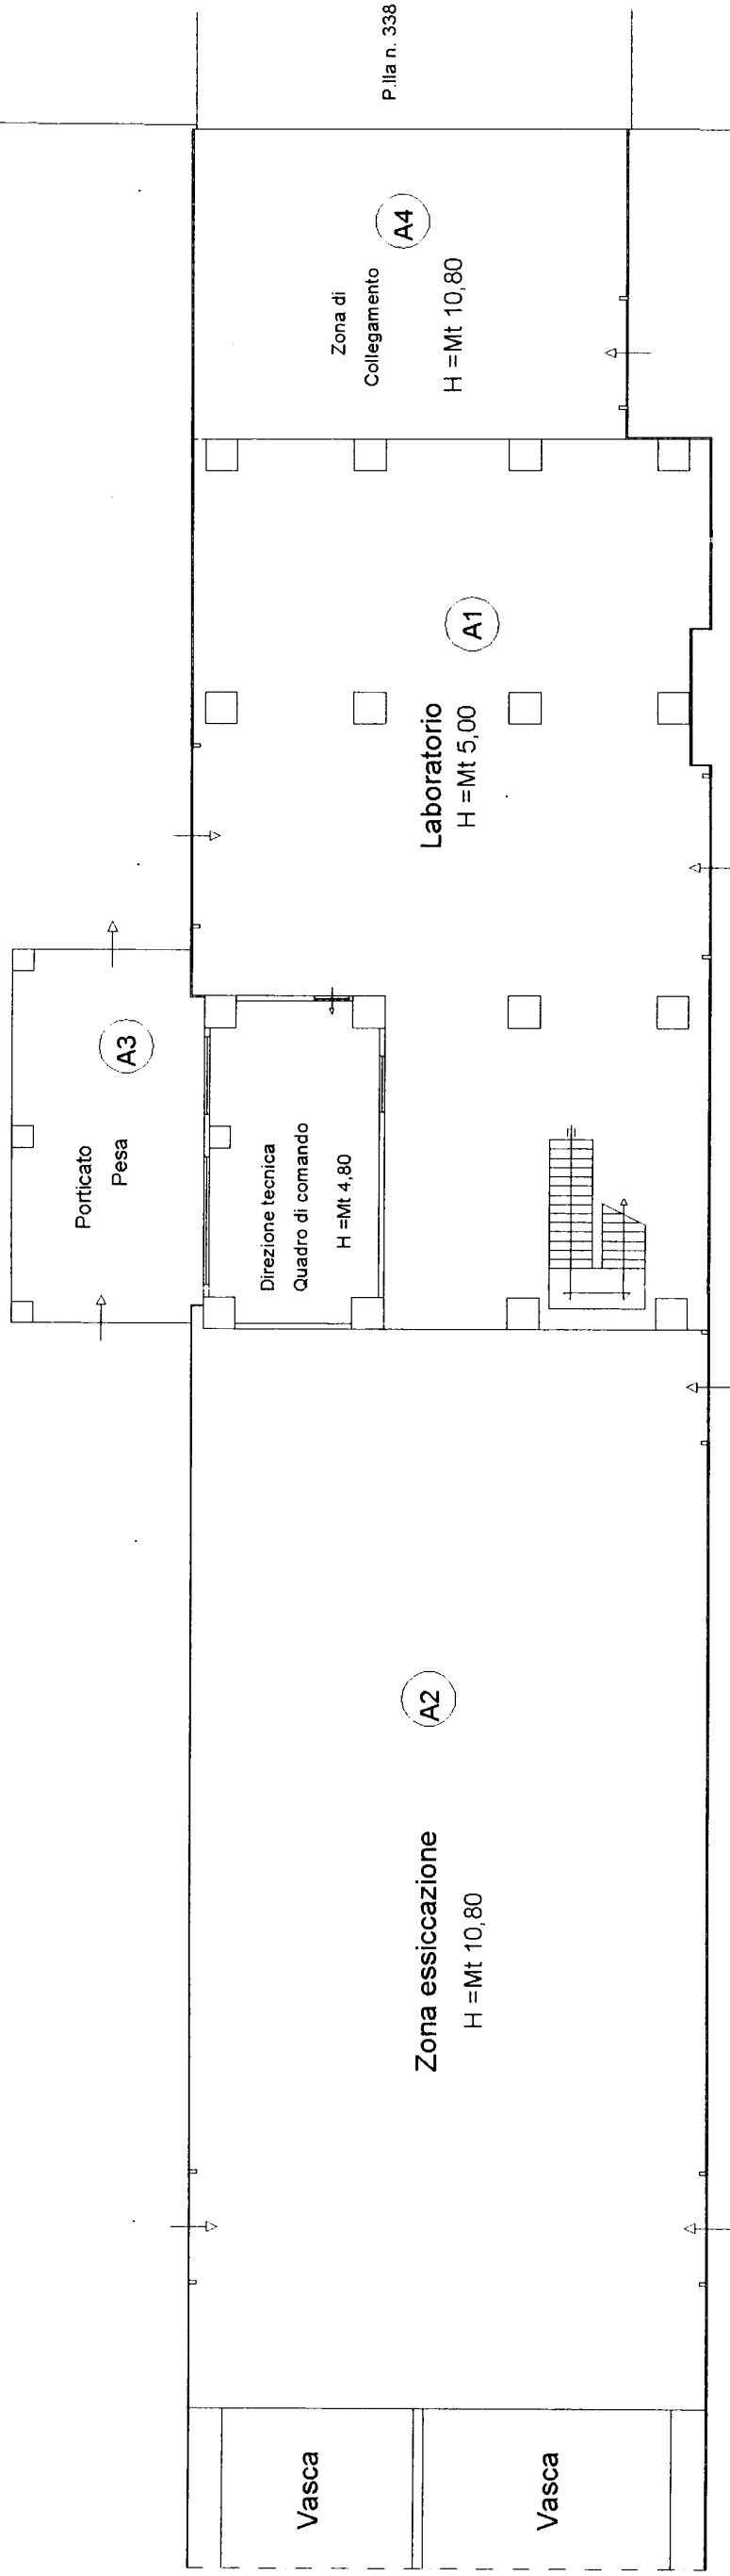 Vasca
Vasca
Zona essiccazione
H =Mt 10,80
A2
Porticato
Pesa
A3
Direzione tecnica
Quadro di comando
H =Mt 4,80
Laboratorio
H =Mt 5,00
A1
Zona di
Collegamento
H =Mt 10,80
A4
P.lla n. 338